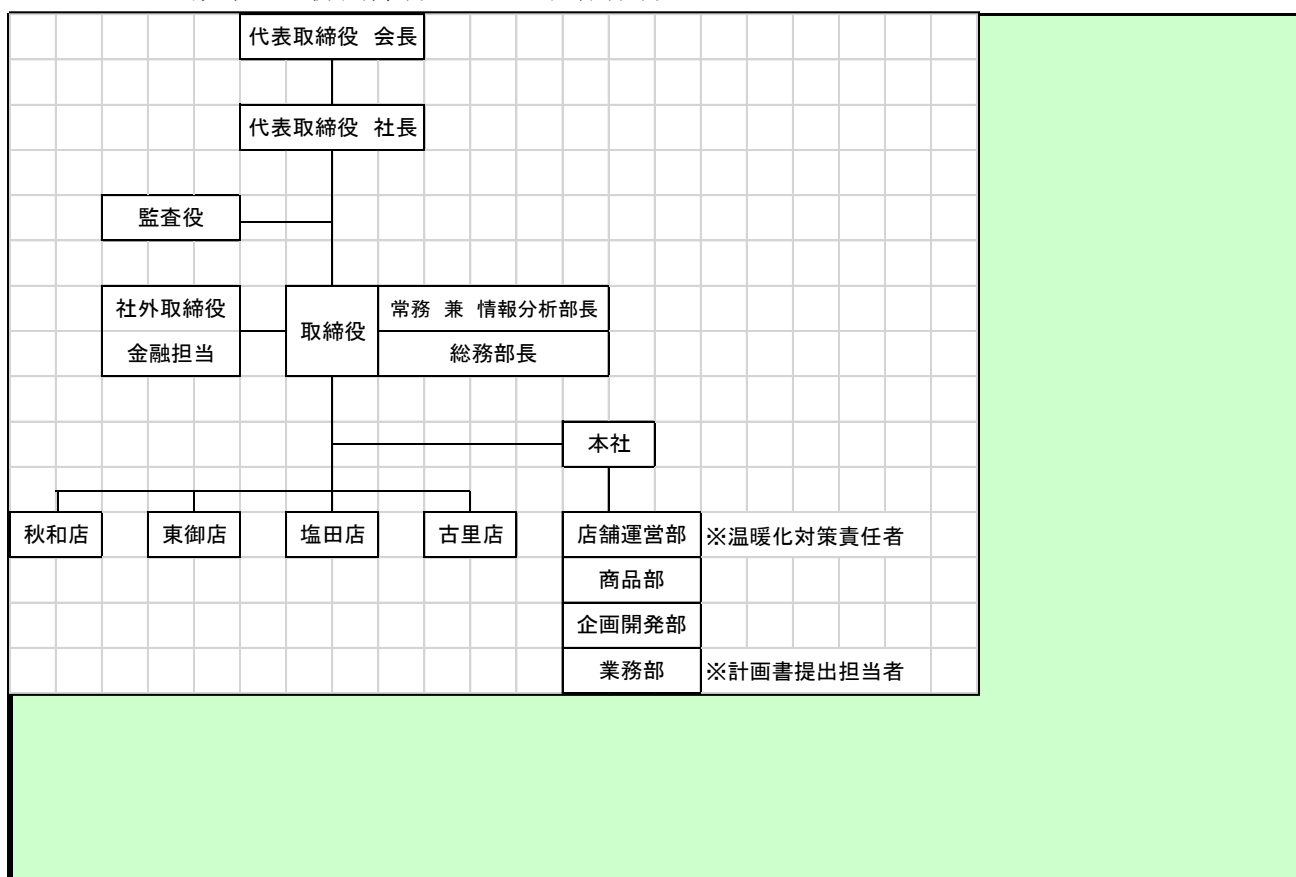 代表取締役 会長
代表取締役 社長
監査役
社外取締役
金融担当
取締役
常務 兼 情報分析部長
総務部長
本社
秋和店
東御店
塩田店
古里店
店舗運営部 ※温暖化対策責任者
商品部
企画開発部
業務部 ※計画書提出担当者